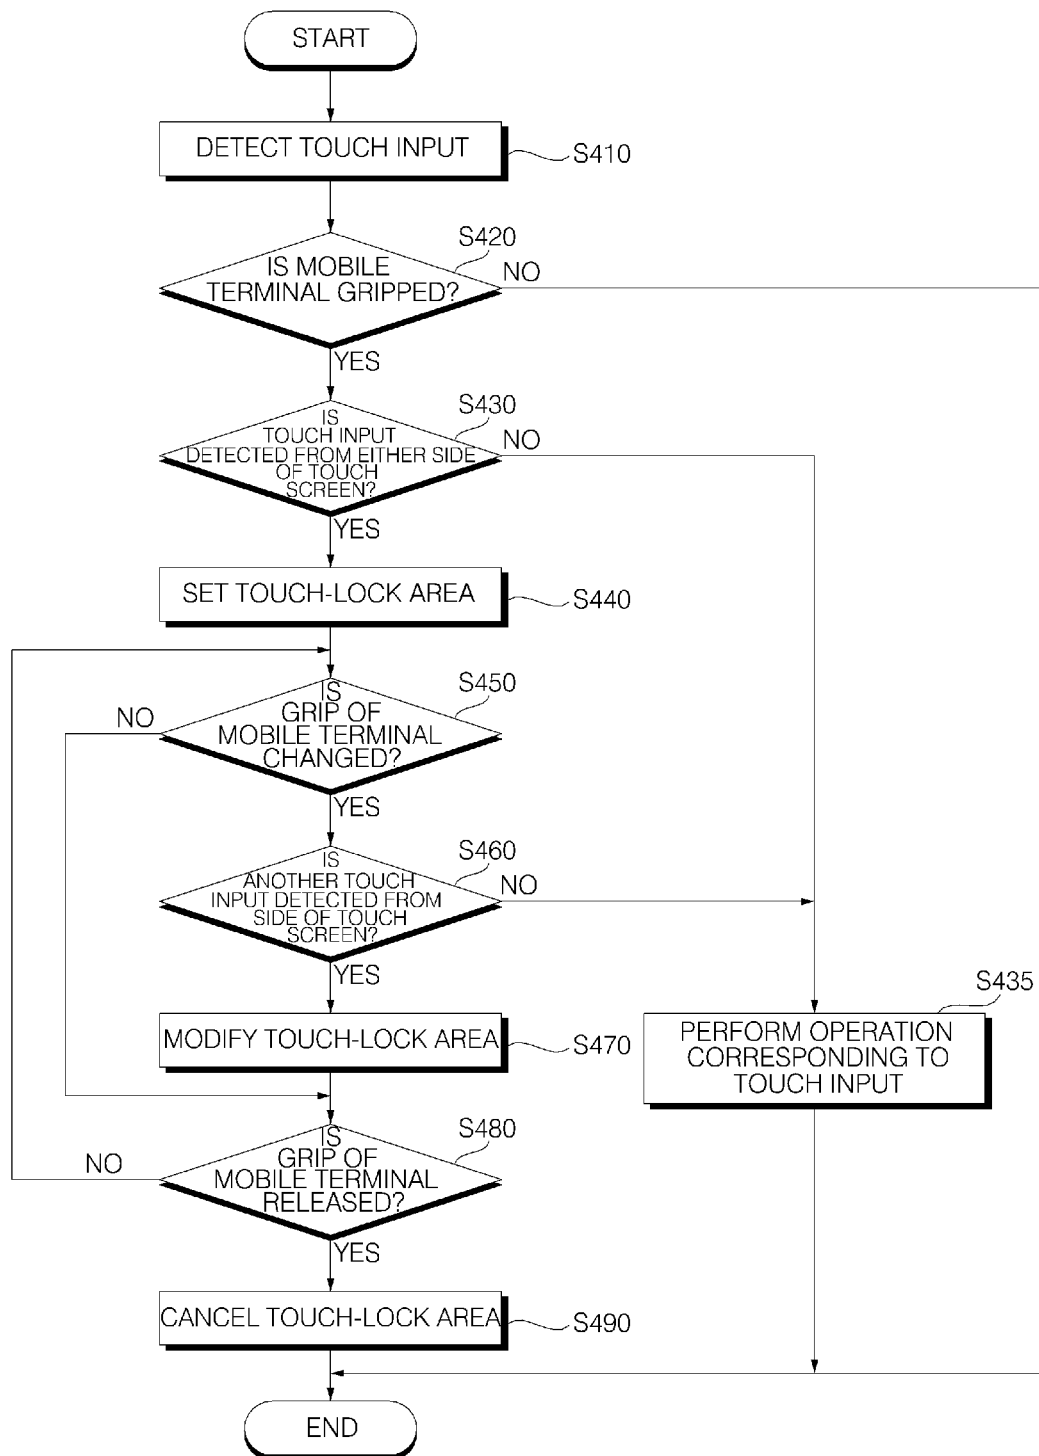 START
DETECT TOUCH INPUT
S410
S420
IS MOBILE
TERMINAL GRIPPED?
NO
YES
S430
IS
TOUCH INPUT
DETECTED FROM EITHER SIDE
OF TOUCH
SCREEN?
NO
YES
SET TOUCH-LOCK AREA
S440
S450
IS
GRIP OF
MOBILE TERMINAL
CHANGED?
NO
YES
S460
IS
ANOTHER TOUCH
INPUT DETECTED FROM
SIDE OF TOUCH
SCREEN?
NO
YES
MODIFY TOUCH-LOCK AREA
S470
S435
PERFORM OPERATION
CORRESPONDING TO
TOUCH INPUT
S480
IS
GRIP OF
MOBILE TERMINAL
RELEASED?
NO
YES
CANCEL TOUCH-LOCK AREA
S490
END